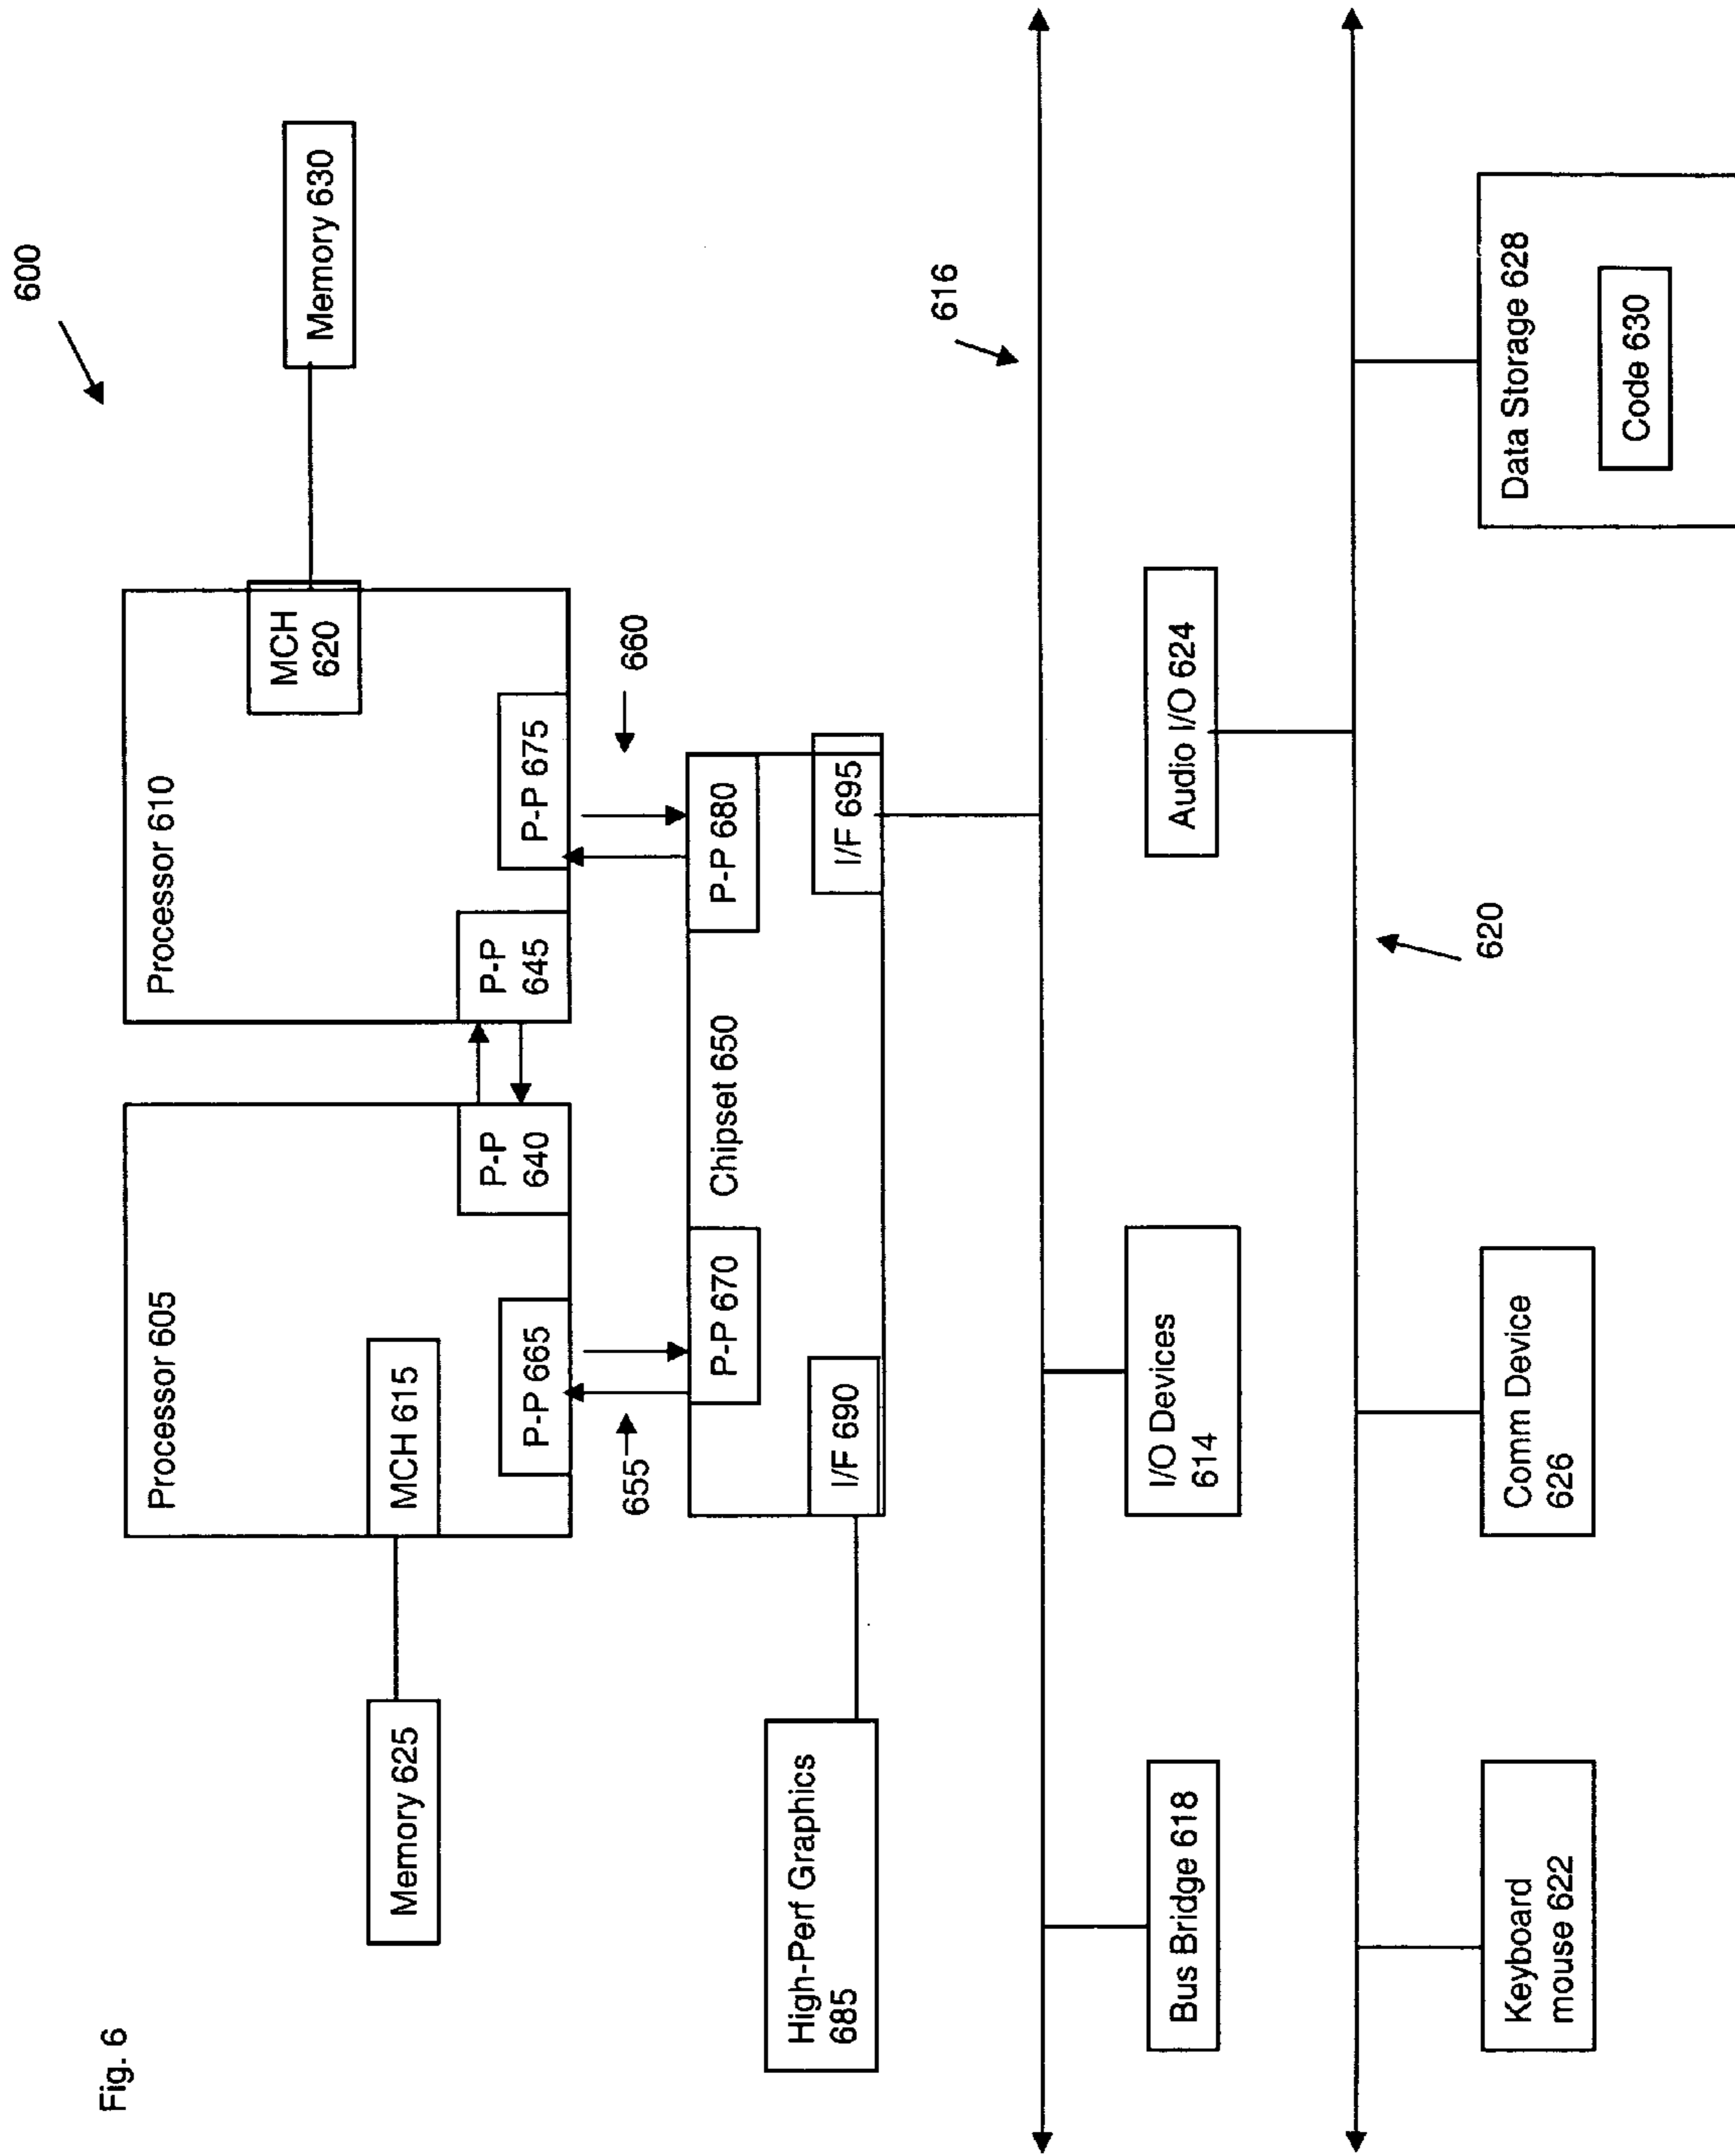 Fig. 6
600
Processor 605
Processor 610
Memory 630
MCH
620
Memory 625
MCH 615
P-P
640
P-P
645
P-P 665
P-P 675
655
660
P-P 670
Chipset 650
P-P 680
High-Perf Graphics
685
I/F 690
I/F 695
616
Bus Bridge 618
I/O Devices
614
Audio I/O 624
620
Keyboard
mouse 622
Comm Device
626
Data Storage 628
Code 630